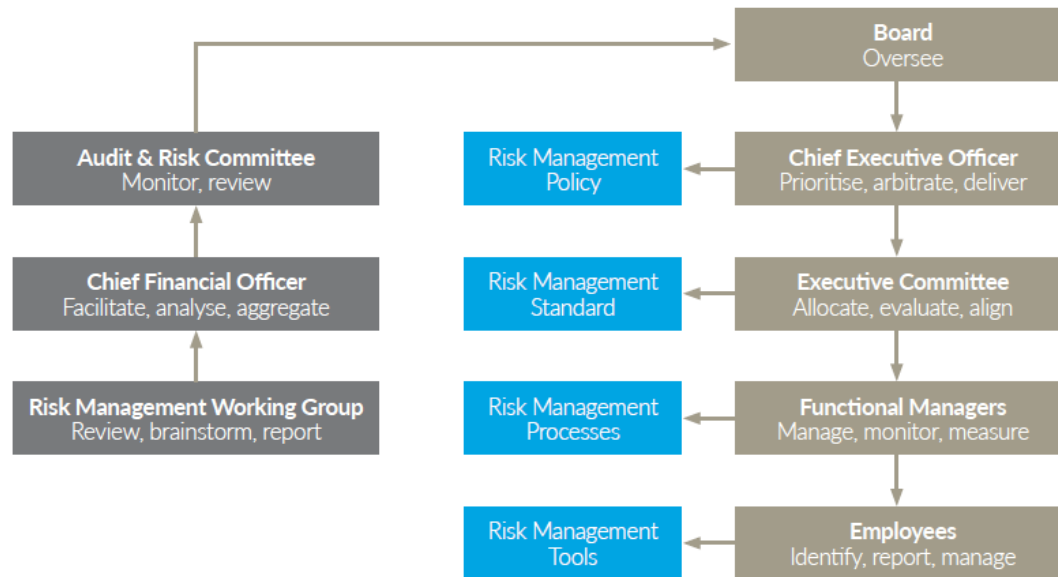 Board
Oversee
Audit & Risk Committee
Monitor, review
Risk Management
Policy
Chief Executive Officer
Prioritise, arbitrate, deliver
Chief Financial Officer
Facilitate, analyse, aggregate
Risk Management
Standard
Executive Committee
Allocate, evaluate, align
Risk Management Working Group
Review, brainstorm, report
Risk Management
Processes
Functional Managers
Manage, monitor, measure
Risk Management
Tools
Employees
Identify, report, manage